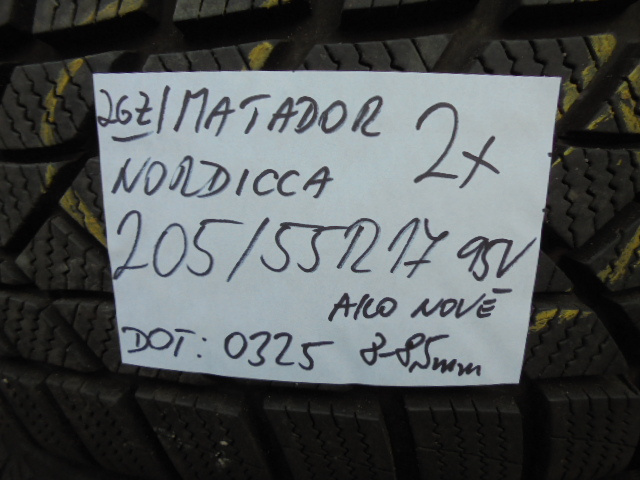 2GZ/MATADOR 2x
NORDICCA
205/55R17 95V
AKO NOVÉ
DOT: 0325 8-8,5mm